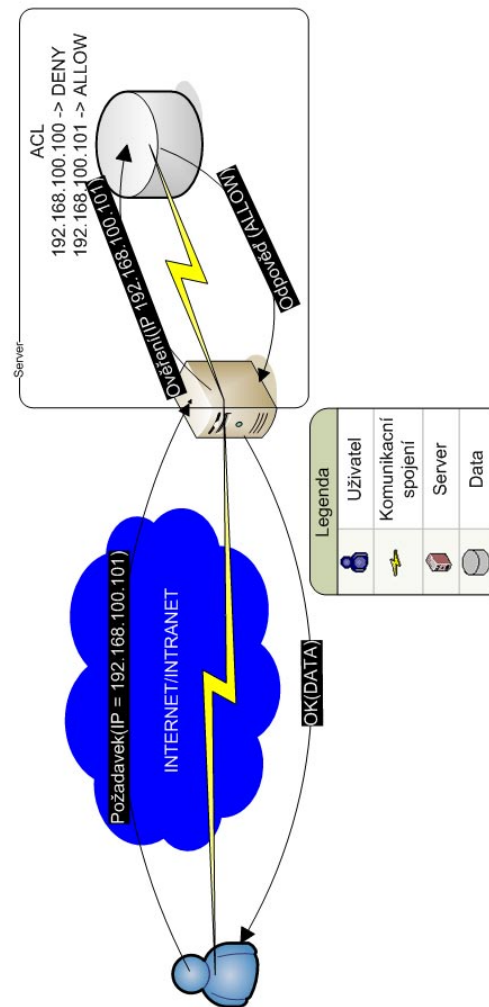 Server
ACL
192.168.100.100 -> DENY
192.168.100.101 -> ALLOW
Požadavek(IP = 192.168.100.101)
Ověření(IP 192.168.100.101)
Odpověď (ALLOW)
INTERNET/INTRANET
OK(DATA)
Legenda
Uživatel
Komunikacní
spojení
Server
Data